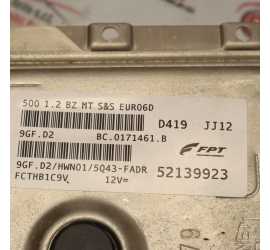 500 1.2 BZ MT S&S EURO6D
D419 JJ12
9GF.D2 BC.0171461.B
FPT
9GF.D2/HWN01/5Q43-FADR 52139923
FCTHB1C9V 12V=